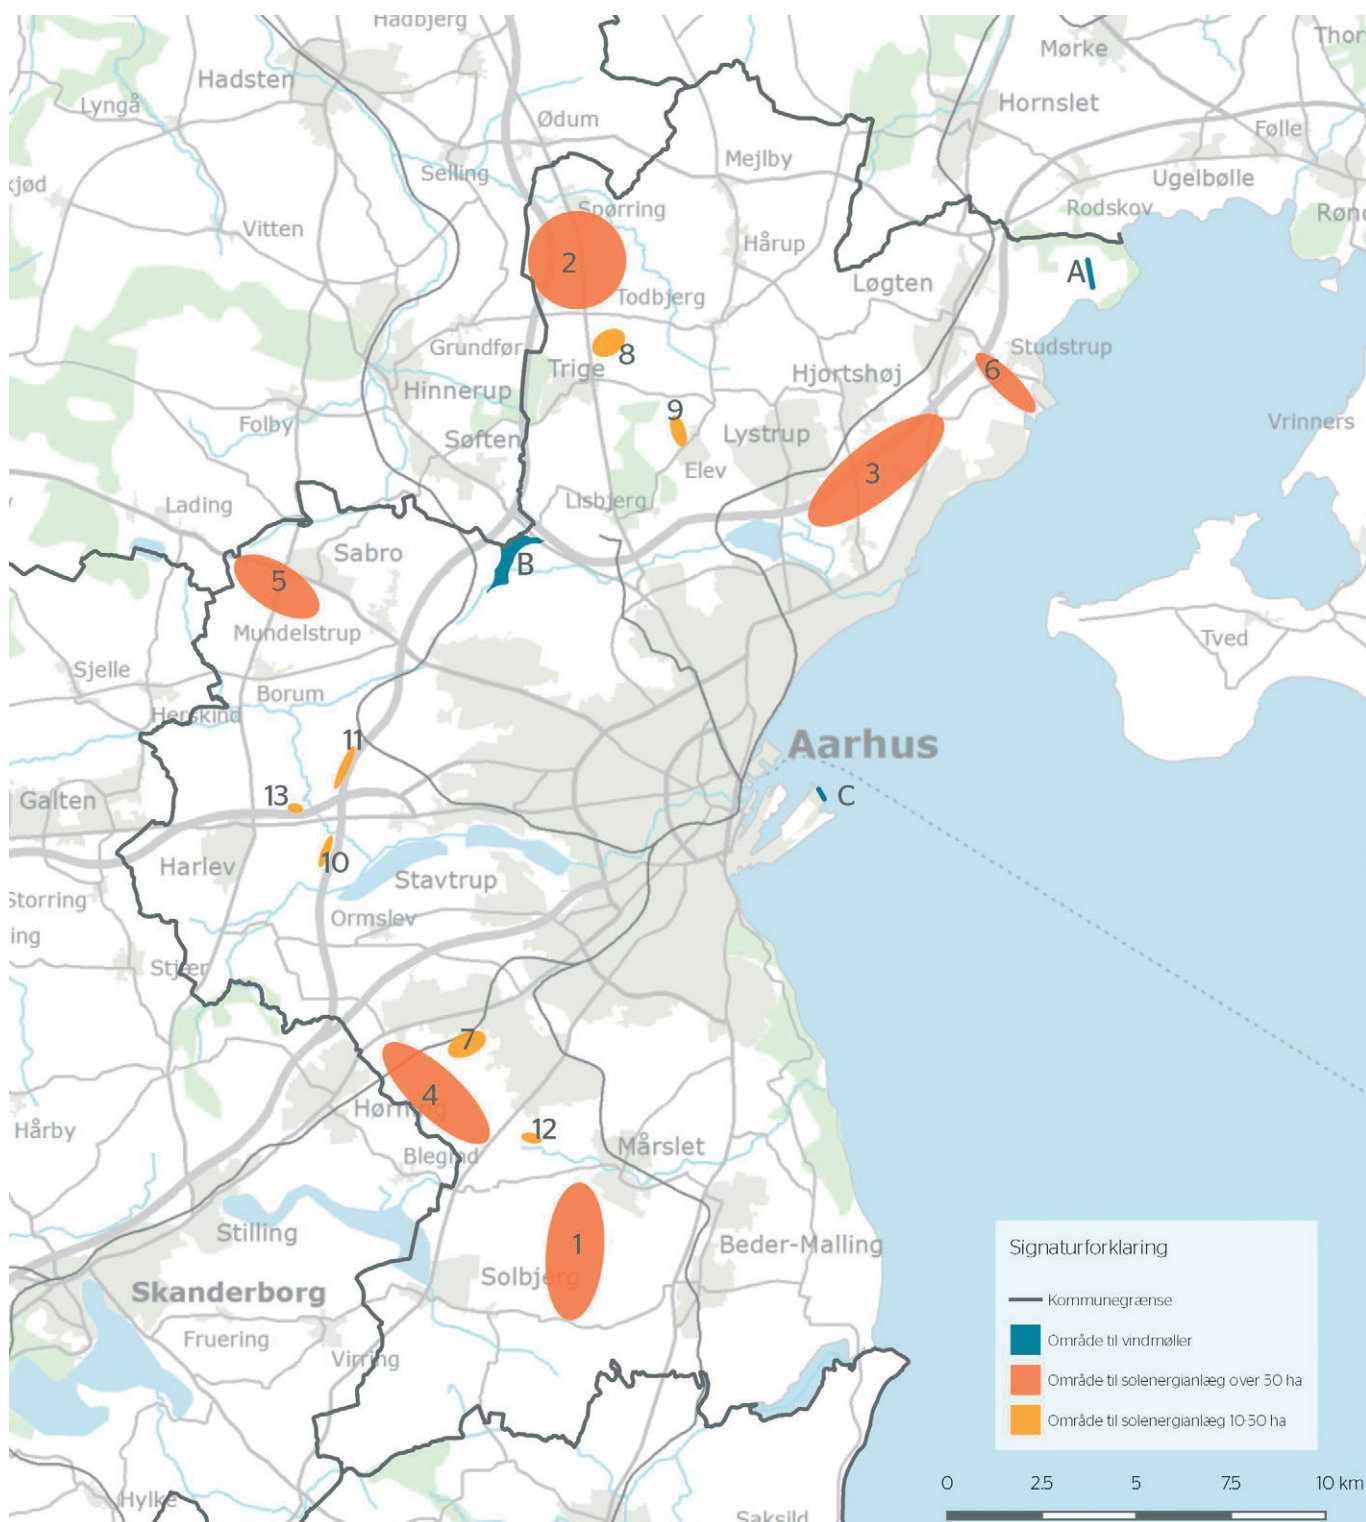 Hadbjerg
Mørke
Thor
Hadsten
Lyngå
Hornslet
Ødum
Følle
Mejlby
Selling
kjød
Ugelbølle
Rodskov
Spørring
Rønd
Vitten
Hårup
2
A
Løgten
Todbjerg
8
Grundfør
Trige
Studstrup
Hjortshøj
6
Hinnerup
9
Folby
Lystrup
Vrinners
Søften
Elev
3
Lading
Lisbjerg
Sabro
B
5
Mundelstrup
Tved
Sjelle
Borum
Herskind
11
Aarhus
13
C
Galten
10
Harlev
Stavtrup
Storring
Ormslev
ing
Stjær
7
4
Hørning
Hårby
12
Mårslet
Blegind
Stilling
1
Beder-Malling
Solbjerg
Skanderborg
Fruering
Virring
Hylke
Saksild
Signaturforklaring
Kommunegrænse
Område til vindmøller
Område til solenergianlæg over 50 ha
Område til solenergianlæg 10-50 ha
0 2.5 5 7.5 10 km